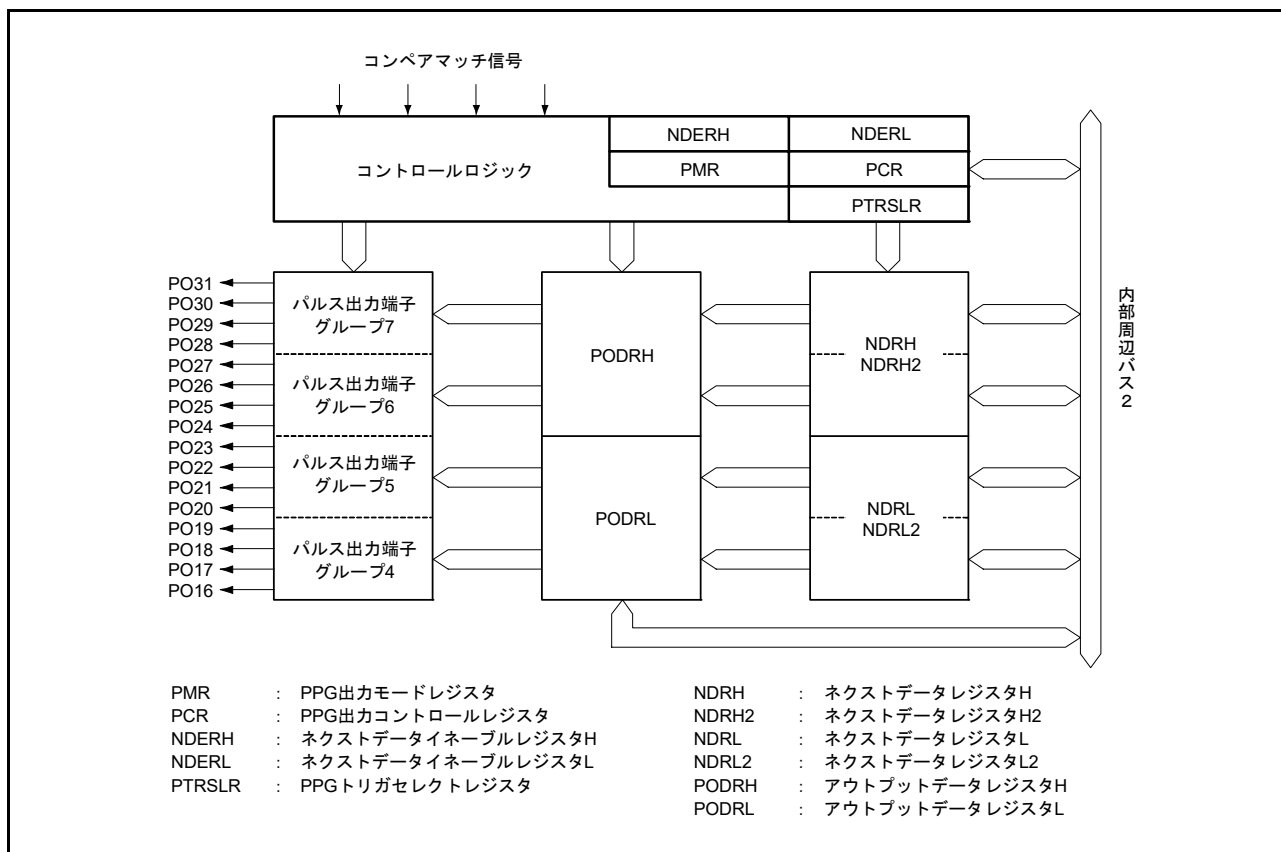 コンペアマッチ信号
コントロールロジック
NDERH
NDERL
PMR
PCR
PTRSLR
PO31
PO30
PO29
PO28
PO27
PO26
PO25
PO24
PO23
PO22
PO21
PO20
PO19
PO18
PO17
PO16
パルス出力端子
グループ7
パルス出力端子
グループ6
パルス出力端子
グループ5
パルス出力端子
グループ4
PODRH
PODRL
NDRH
NDRH2
NDRL
NDRL2
内部周辺バス2
PMR : PPG出力モードレジスタ
PCR : PPG出力コントロールレジスタ
NDERH : ネクストデータイネーブルレジスタH
NDERL : ネクストデータイネーブルレジスタL
PTRSLR : PPGトリガセレクトレジスタ
NDRH : ネクストデータレジスタH
NDRH2 : ネクストデータレジスタH2
NDRL : ネクストデータレジスタL
NDRL2 : ネクストデータレジスタL2
PODRH : アウトプットデータレジスタH
PODRL : アウトプットデータレジスタL